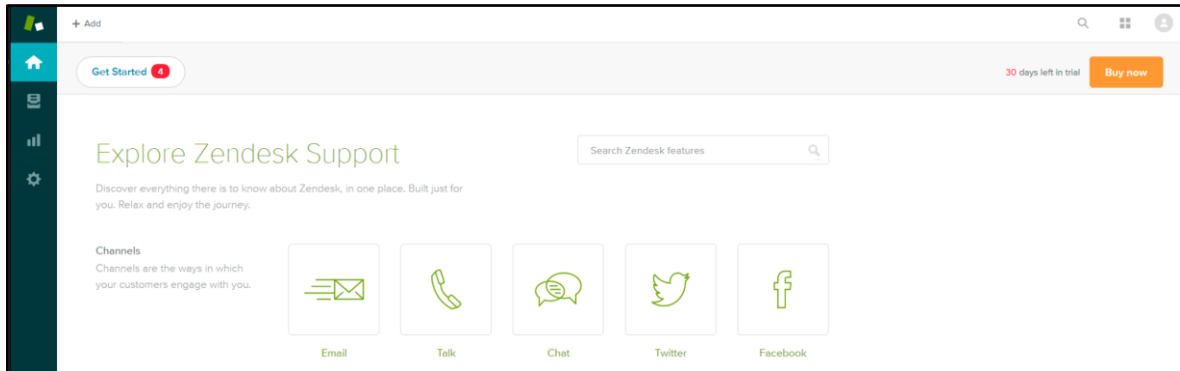 + Add
Get Started 4
30 days left in trial
Buy now
Explore Zendesk Support
Search Zendesk features
Discover everything there is to know about Zendesk, in one place. Built just for
you. Relax and enjoy the journey.
Channels
Channels are the ways in which
your customers engage with you.
Email
Talk
Chat
Twitter
Facebook